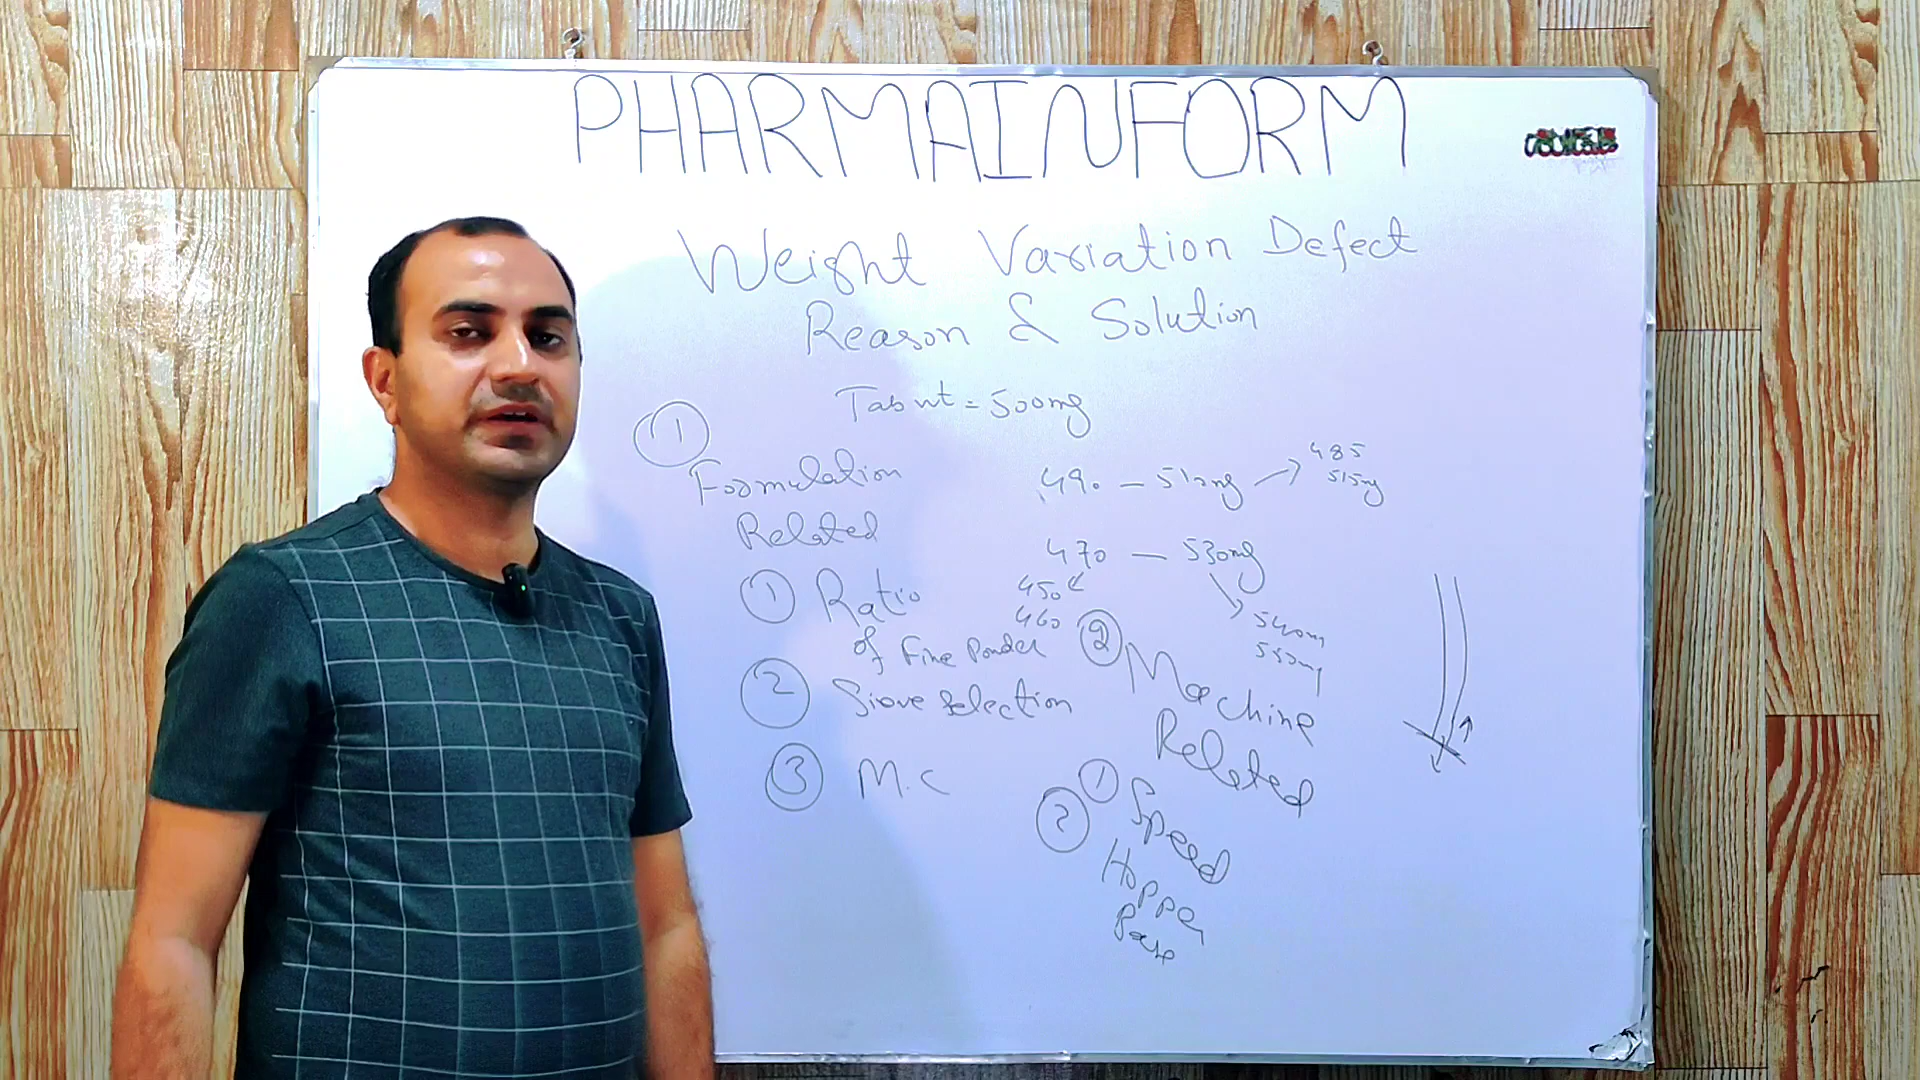 PHARMAINFORM
Weight Variation Defect
Reason & Solution
Tab wt = 500mg
1
Formulation
Related
490 – 510mg → 485
515mg
470 – 530mg
450
460
540mg
550mg
1 Ratio
of Fine Powder
2 Sieve Selection
3 M.C
2 Machine
Related
1 Speed
2 Hopper